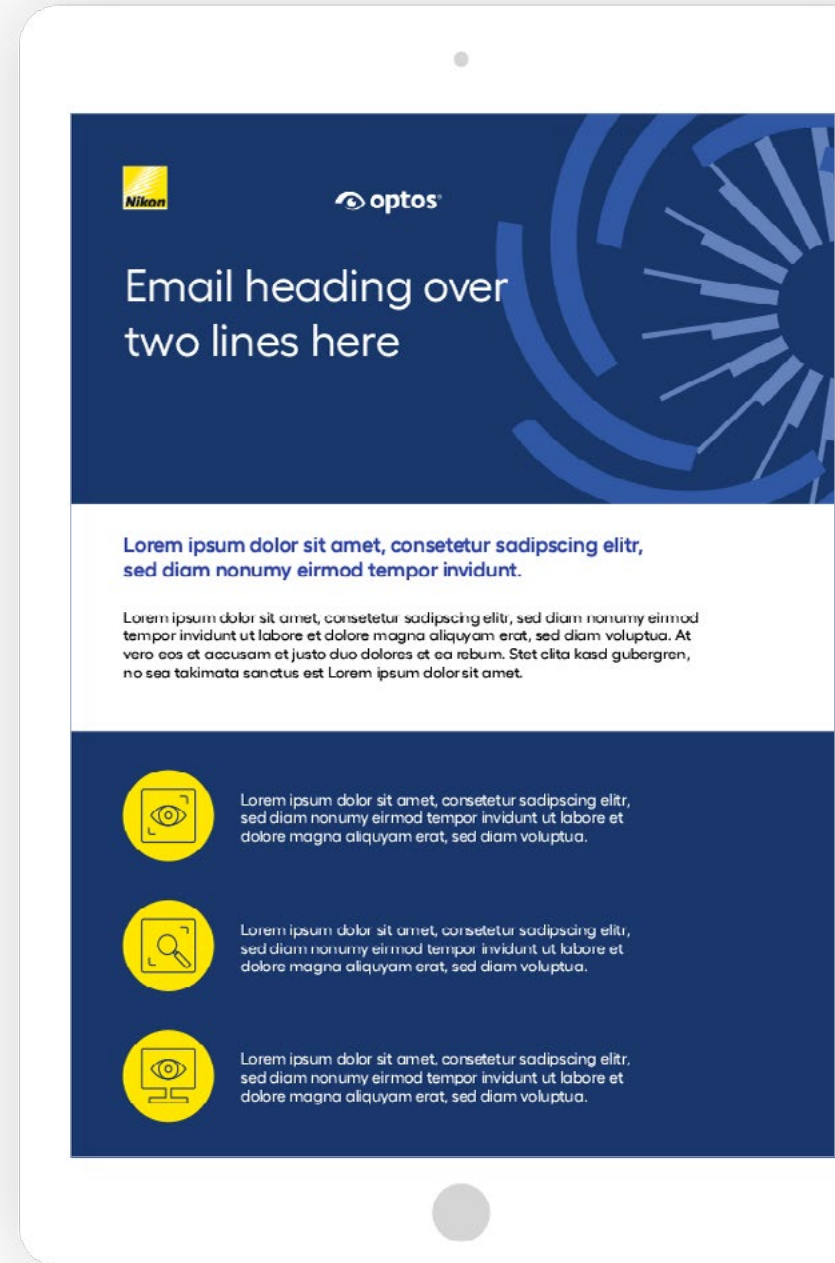 Nikon
optos®
Email heading over
two lines here
Lorem ipsum dolor sit amet, consetetur sadipscing elitr,
sed diam nonumy eirmod tempor invidunt.
Lorem ipsum dolor sit amet, consetetur sadipscing elitr, sed diam nonumy eirmod
tempor invidunt ut labore et dolore magna aliquyam erat, sed diam voluptua. At
vero eos et accusam et justo duo dolores et ea rebum. Stet clita kasd gubergren,
no sea takimata sanctus est Lorem ipsum dolor sit amet.
Lorem ipsum dolor sit amet, consetetur sadipscing elitr,
sed diam nonumy eirmod tempor invidunt ut labore et
dolore magna aliquyam erat, sed diam voluptua.
Lorem ipsum dolor sit amet, consetetur sadipscing elitr,
sed diam nonumy eirmod tempor invidunt ut labore et
dolore magna aliquyam erat, sed diam voluptua.
Lorem ipsum dolor sit amet, consetetur sadipscing elitr,
sed diam nonumy eirmod tempor invidunt ut labore et
dolore magna aliquyam erat, sed diam voluptua.